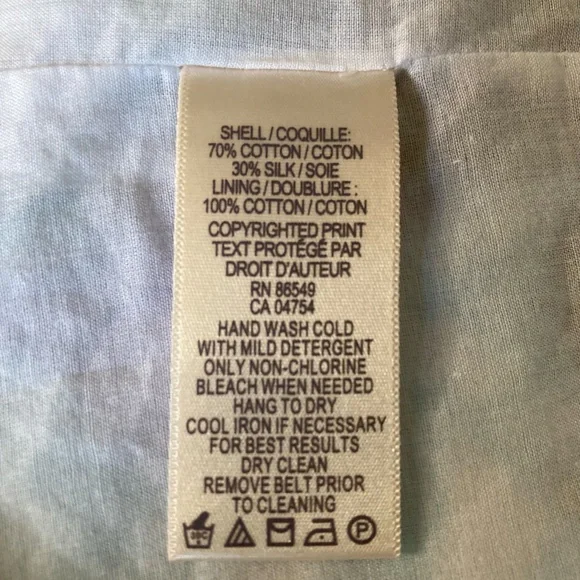 SHELL / COQUILLE:
70% COTTON / COTON
30% SILK / SOIE
LINING / DOUBLURE :
100% COTTON / COTON
COPYRIGHTED PRINT
TEXT PROTÉGÉ PAR
DROIT D'AUTEUR
RN 86549
CA 04754
HAND WASH COLD
WITH MILD DETERGENT
ONLY NON-CHLORINE
BLEACH WHEN NEEDED
HANG TO DRY
COOL IRON IF NECESSARY
FOR BEST RESULTS
DRY CLEAN
REMOVE BELT PRIOR
TO CLEANING
30C P